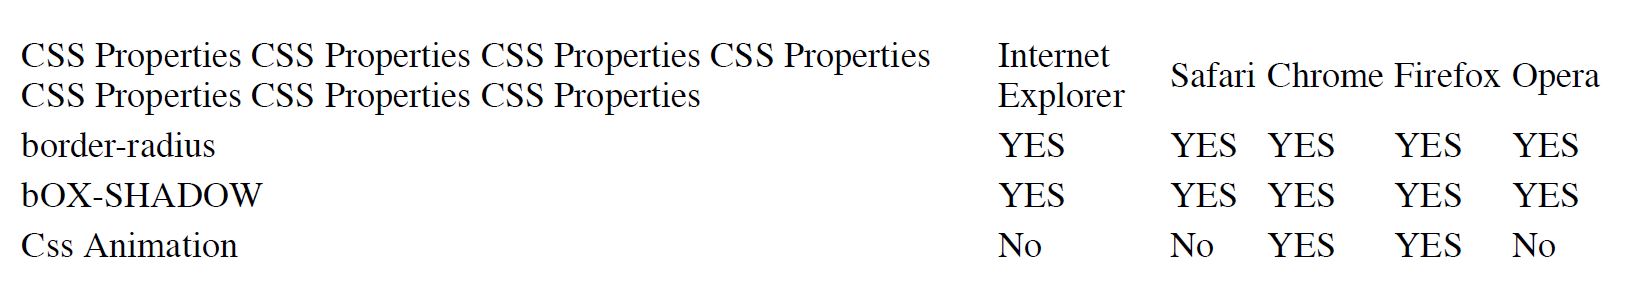 CSS Properties CSS Properties CSS Properties CSS Properties
CSS Properties CSS Properties CSS Properties
Internet
Explorer
Safari Chrome Firefox Opera
border-radius YES YES YES YES YES
bOX-SHADOW YES YES YES YES YES
Css Animation No No YES YES No